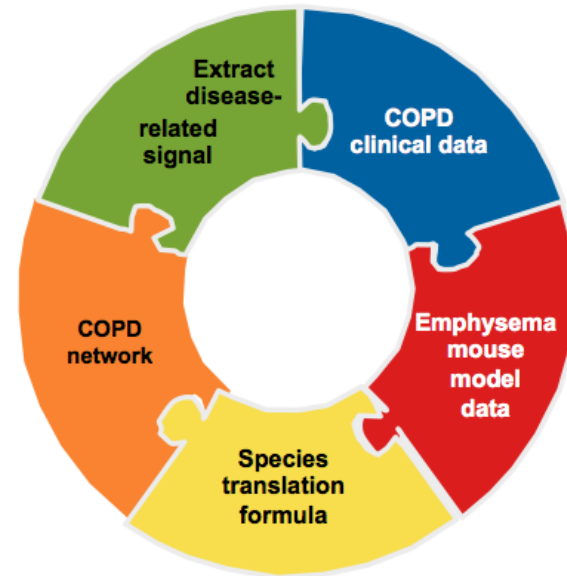 Extract
disease-
related
signal
COPD
clinical data
Emphysema
mouse
model
data
Species
translation
formula
COPD
network